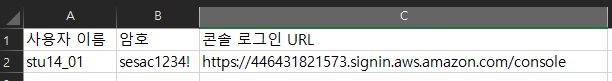 A B C
1 사용자 이름 암호 콘솔 로그인 URL
2 stu14_01 sesac1234! https://446431821573.signin.aws.amazon.com/console